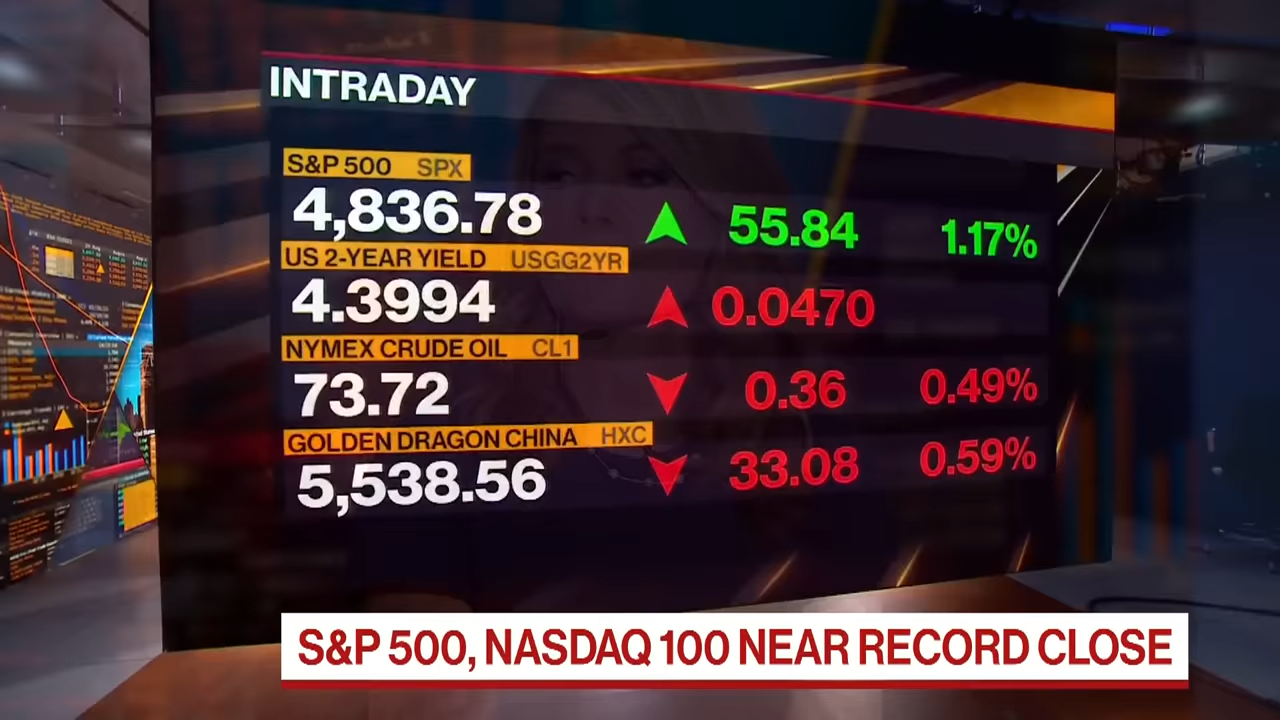 INTRADAY
S&P 500 SPX
4,836.78 55.84 1.17%
US 2-YEAR YIELD USGG2YR
4.3994 0.0470
NYMEX CRUDE OIL CL1
73.72 0.36 0.49%
GOLDEN DRAGON CHINA HXC
5,538.56 33.08 0.59%
S&P 500, NASDAQ 100 NEAR RECORD CLOSE